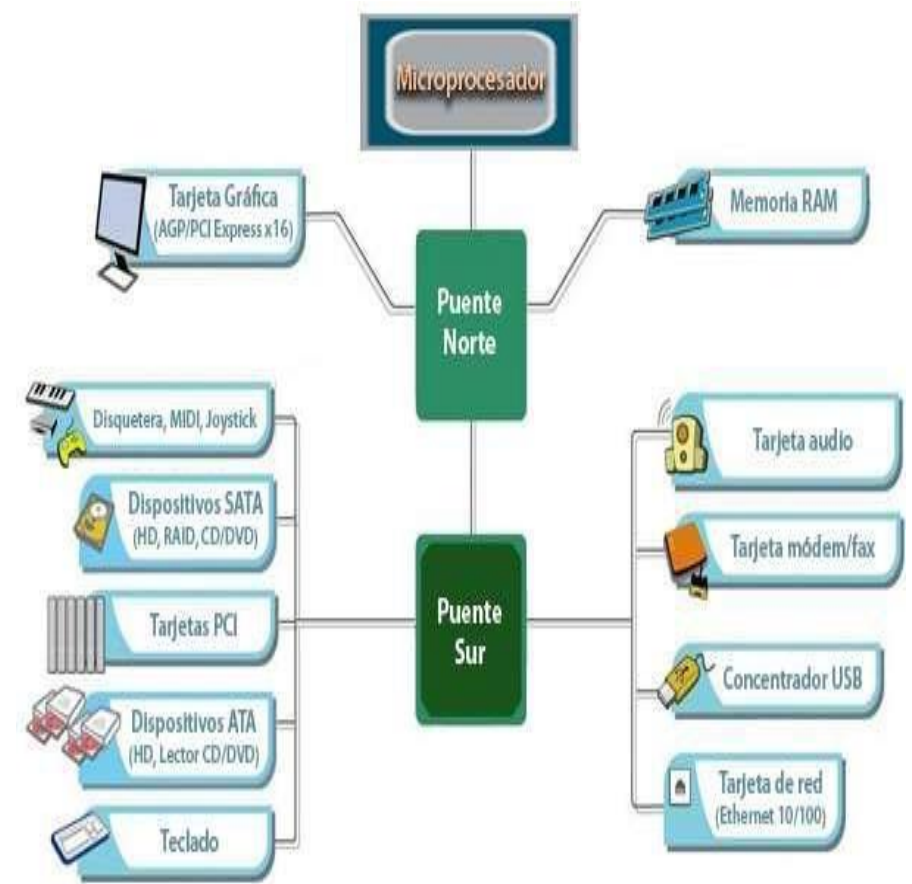 Microprocesador
Tarjeta Gráfica
(AGP/PCI Express x16)
Memoria RAM
Puente
Norte
Disquetera, MIDI, Joystick
Dispositivos SATA
(HD, RAID, CD/DVD)
Tarjetas PCI
Dispositivos ATA
(HD, Lector CD/DVD)
Teclado
Puente
Sur
Tarjeta audio
Tarjeta módem/fax
Concentrador USB
Tarjeta de red
(Ethernet 10/100)